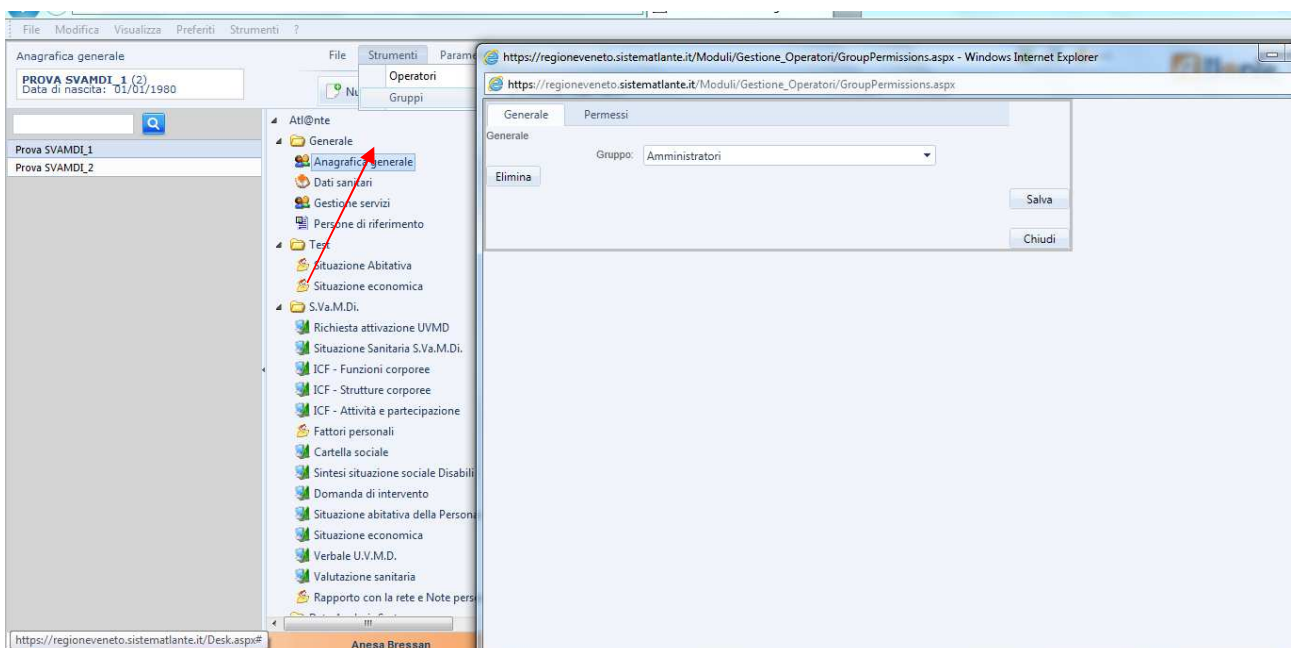 File Modifica Visualizza Preferiti Strumenti ?
Anagrafica generale
PROVA SVAMDI_1 (2)
Data di nascita: 01/01/1980
Prova SVAMDI_1
Prova SVAMDI_2
File Strumenti
Operatori
Gruppi
Atl@nte
Generale
Anagrafica generale
Dati sanitari
Gestione servizi
Persone di riferimento
Test
Situazione Abitativa
Situazione economica
S.Va.M.Di.
Richiesta attivazione UVMD
Situazione Sanitaria S.Va.M.Di.
ICF - Funzioni corporee
ICF - Strutture corporee
ICF - Attività e partecipazione
Fattori personali
Cartella sociale
Sintesi situazione sociale Disabili
Domanda di intervento
Situazione abitativa della Persona
Situazione economica
Verbale U.V.M.D.
Valutazione sanitaria
Rapporto con la rete e Note pers
Anesa Bressan
https://regioneveneto.sistematlante.it/Desk.aspx#
https://regioneveneto.sistematlante.it/Moduli/Gestione_Operatori/GroupPermissions.aspx - Windows Internet Explorer
https://regioneveneto.sistematlante.it/Moduli/Gestione_Operatori/GroupPermissions.aspx
Generale Permessi
Generale
Gruppo: Amministratori
Elimina
Salva
Chiudi